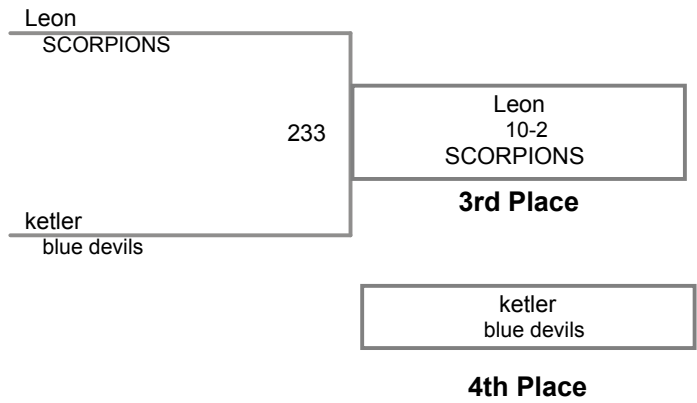 Leon
SCORPIONS
233
Leon
10-2
SCORPIONS
3rd Place
ketler
blue devils
ketler
blue devils
4th Place